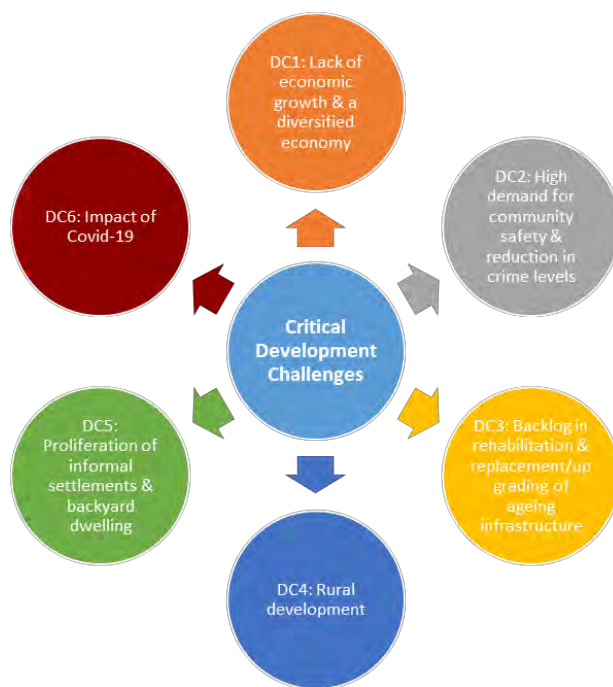 DC1: Lack of
economic
growth & a
diversified
economy
DC2: High
demand for
community
safety &
reduction in
crime levels
DC6: Impact of
Covid-19
Critical
Development
Challenges
DC5:
Proliferation of
informal
settlements &
backyard
dwelling
DC3: Backlog in
rehabilitation &
replacement/up
grading of
ageing
infrastructure
DC4: Rural
development